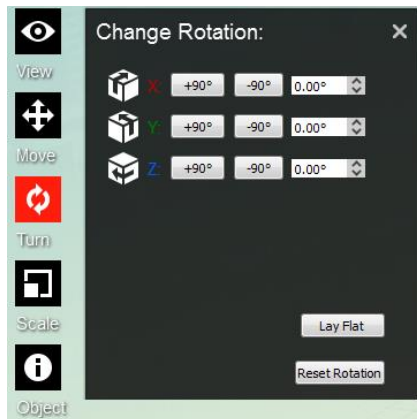 Change Rotation:
View
X: +90° -90° 0.00°
Move
Y: +90° -90° 0.00°
Z: +90° -90° 0.00°
Turn
Scale
Lay Flat
Reset Rotation
Object